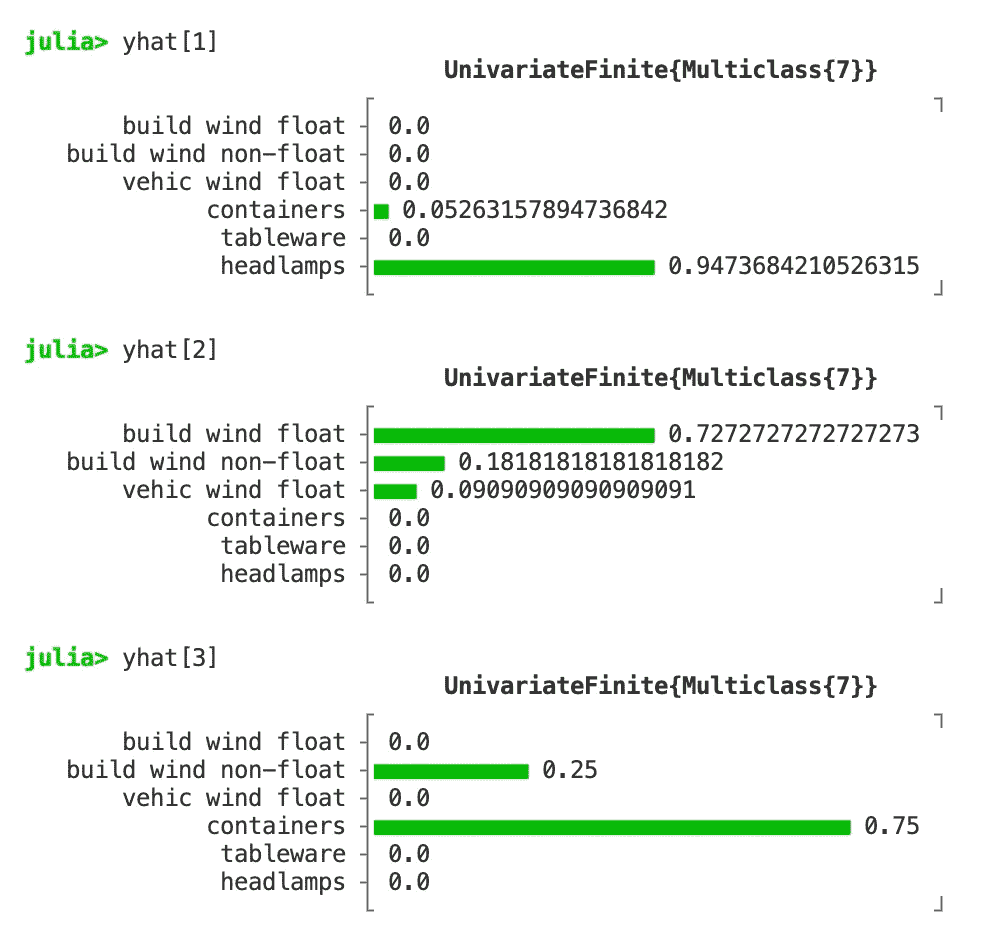 julia> yhat[1]
UnivariateFinite{Multiclass{7}}
build wind float 0.0
build wind non-float 0.0
vehic wind float 0.0
containers 0.05263157894736842
tableware 0.0
headlamps 0.9473684210526315
julia> yhat[2]
UnivariateFinite{Multiclass{7}}
build wind float 0.7272727272727273
build wind non-float 0.18181818181818182
vehic wind float 0.09090909090909091
containers 0.0
tableware 0.0
headlamps 0.0
julia> yhat[3]
UnivariateFinite{Multiclass{7}}
build wind float 0.0
build wind non-float 0.25
vehic wind float 0.0
containers 0.75
tableware 0.0
headlamps 0.0